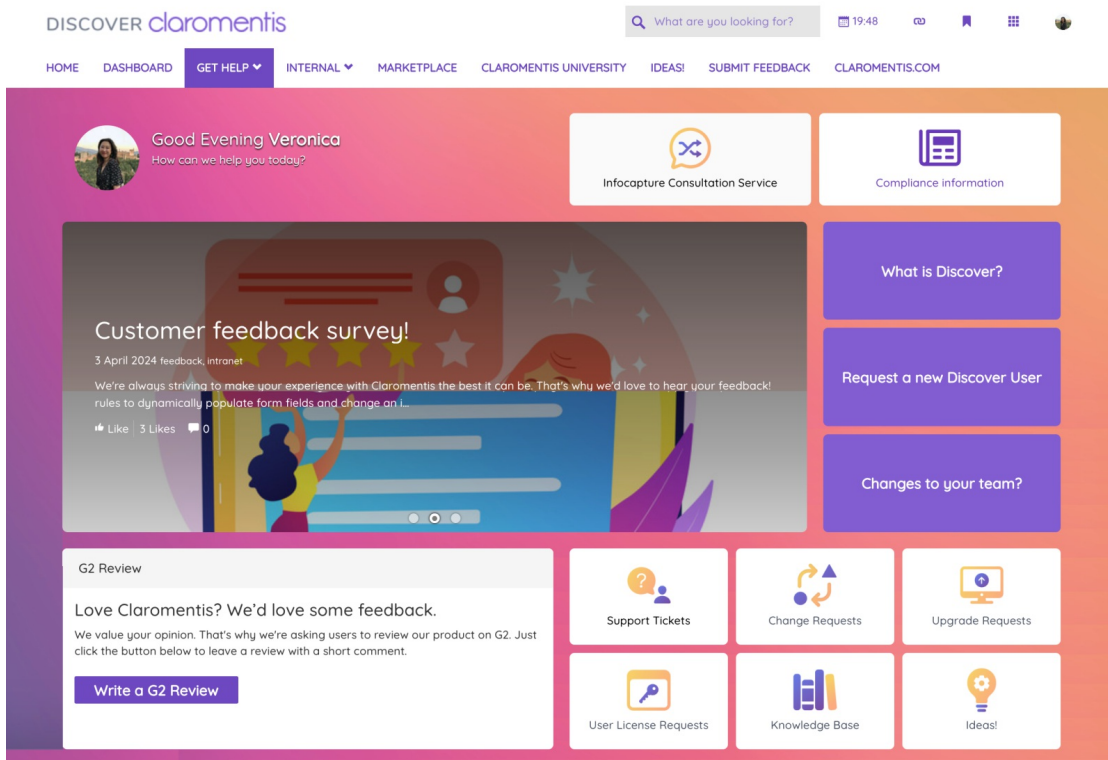 DISCOVER claromentis
What are you looking for?
19:48
HOME DASHBOARD GET HELP INTERNAL MARKETPLACE CLAROMENTIS UNIVERSITY IDEAS! SUBMIT FEEDBACK CLAROMENTIS.COM
Good Evening Veronica
How can we help you today?
Infocapture Consultation Service
Compliance information
Customer feedback survey!
3 April 2024 feedback, intranet
We're always striving to make your experience with Claromentis the best it can be. That's why we'd love to hear your feedback!
rules to dynamically populate form fields and change an i...
Like 3 Likes 0
What is Discover?
Request a new Discover User
Changes to your team?
G2 Review
Love Claromentis? We'd love some feedback.
We value your opinion. That's why we're asking users to review our product on G2. Just
click the button below to leave a review with a short comment.
Write a G2 Review
Support Tickets
Change Requests
Upgrade Requests
User License Requests
Knowledge Base
Ideas!